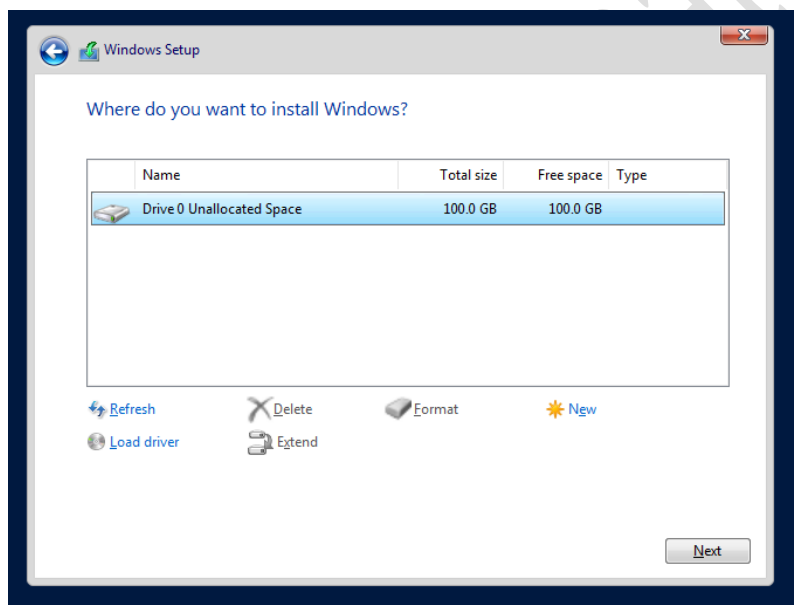 Windows Setup
Where do you want to install Windows?
Name Total size Free space Type
Drive 0 Unallocated Space 100.0 GB 100.0 GB
Refresh Delete Format New
Load driver Extend
Next